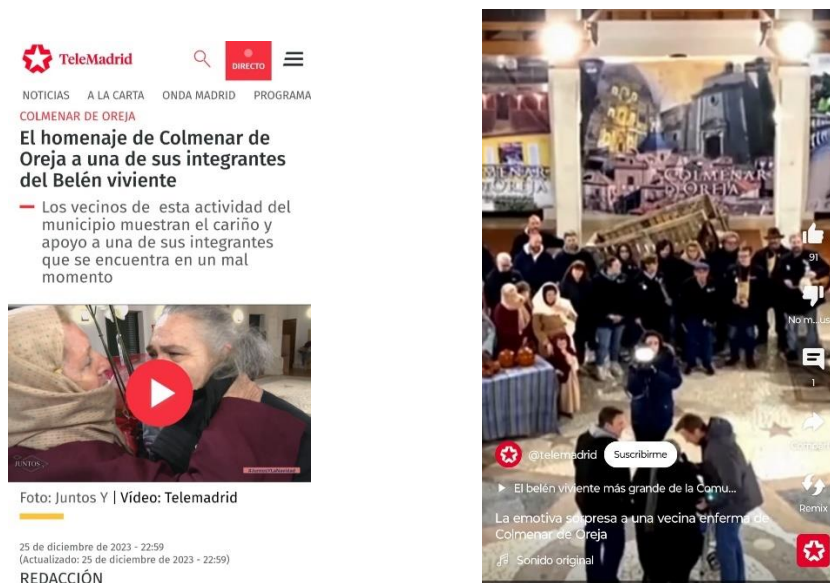 TeleMadrid
DIRECTO
NOTICIAS A LA CARTA ONDA MADRID PROGRAMA
COLMENAR DE OREJA
El homenaje de Colmenar de
Oreja a una de sus integrantes
del Belén viviente
Los vecinos de esta actividad del
municipio muestran el cariño y
apoyo a una de sus integrantes
que se encuentra en un mal
momento
JUNTOS
Foto: Juntos Y | Vídeo: Telemadrid
25 de diciembre de 2023 - 22:59
(Actualizado: 25 de diciembre de 2023 - 22:59)
REDACCIÓN
COLMENAR
D OREJA
91
1
@telemadrid Suscribirme
El belén viviente más grande de la Comu...
Remix
La emotiva sorpresa a una vecina enferma de
Colmenar de Oreja
Sonido original